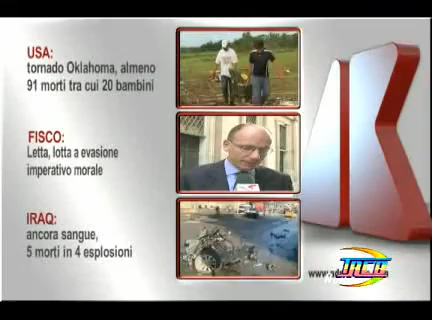 USA:
tornado Oklahoma, almeno
91 morti tra cui 20 bambini
FISCO:
Letta, lotta a evasione
imperativo morale
IRAQ:
ancora sangue,
5 morti in 4 esplosioni